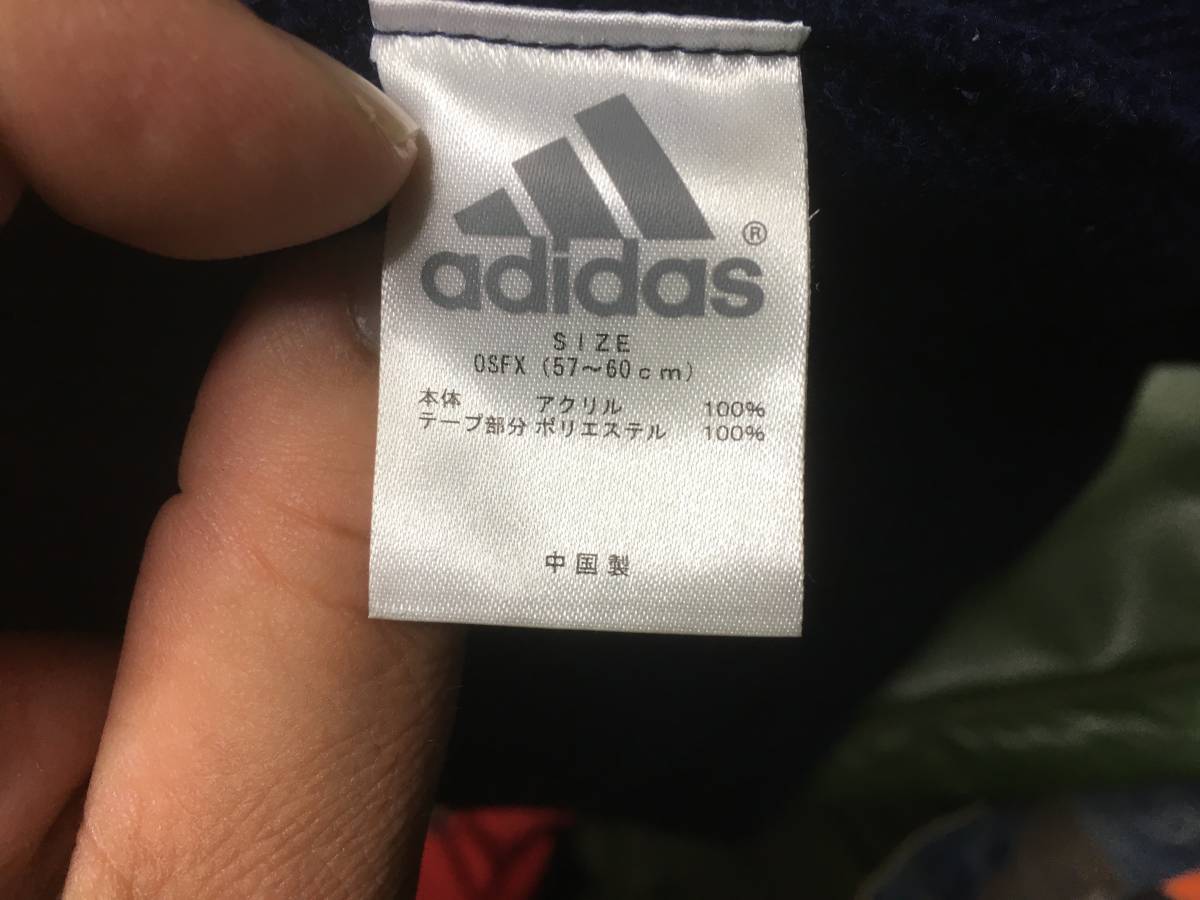 adidas®
SIZE
OSFX (57～60cm)
本体 アクリル 100%
テープ部分 ポリエステル 100%
中国製